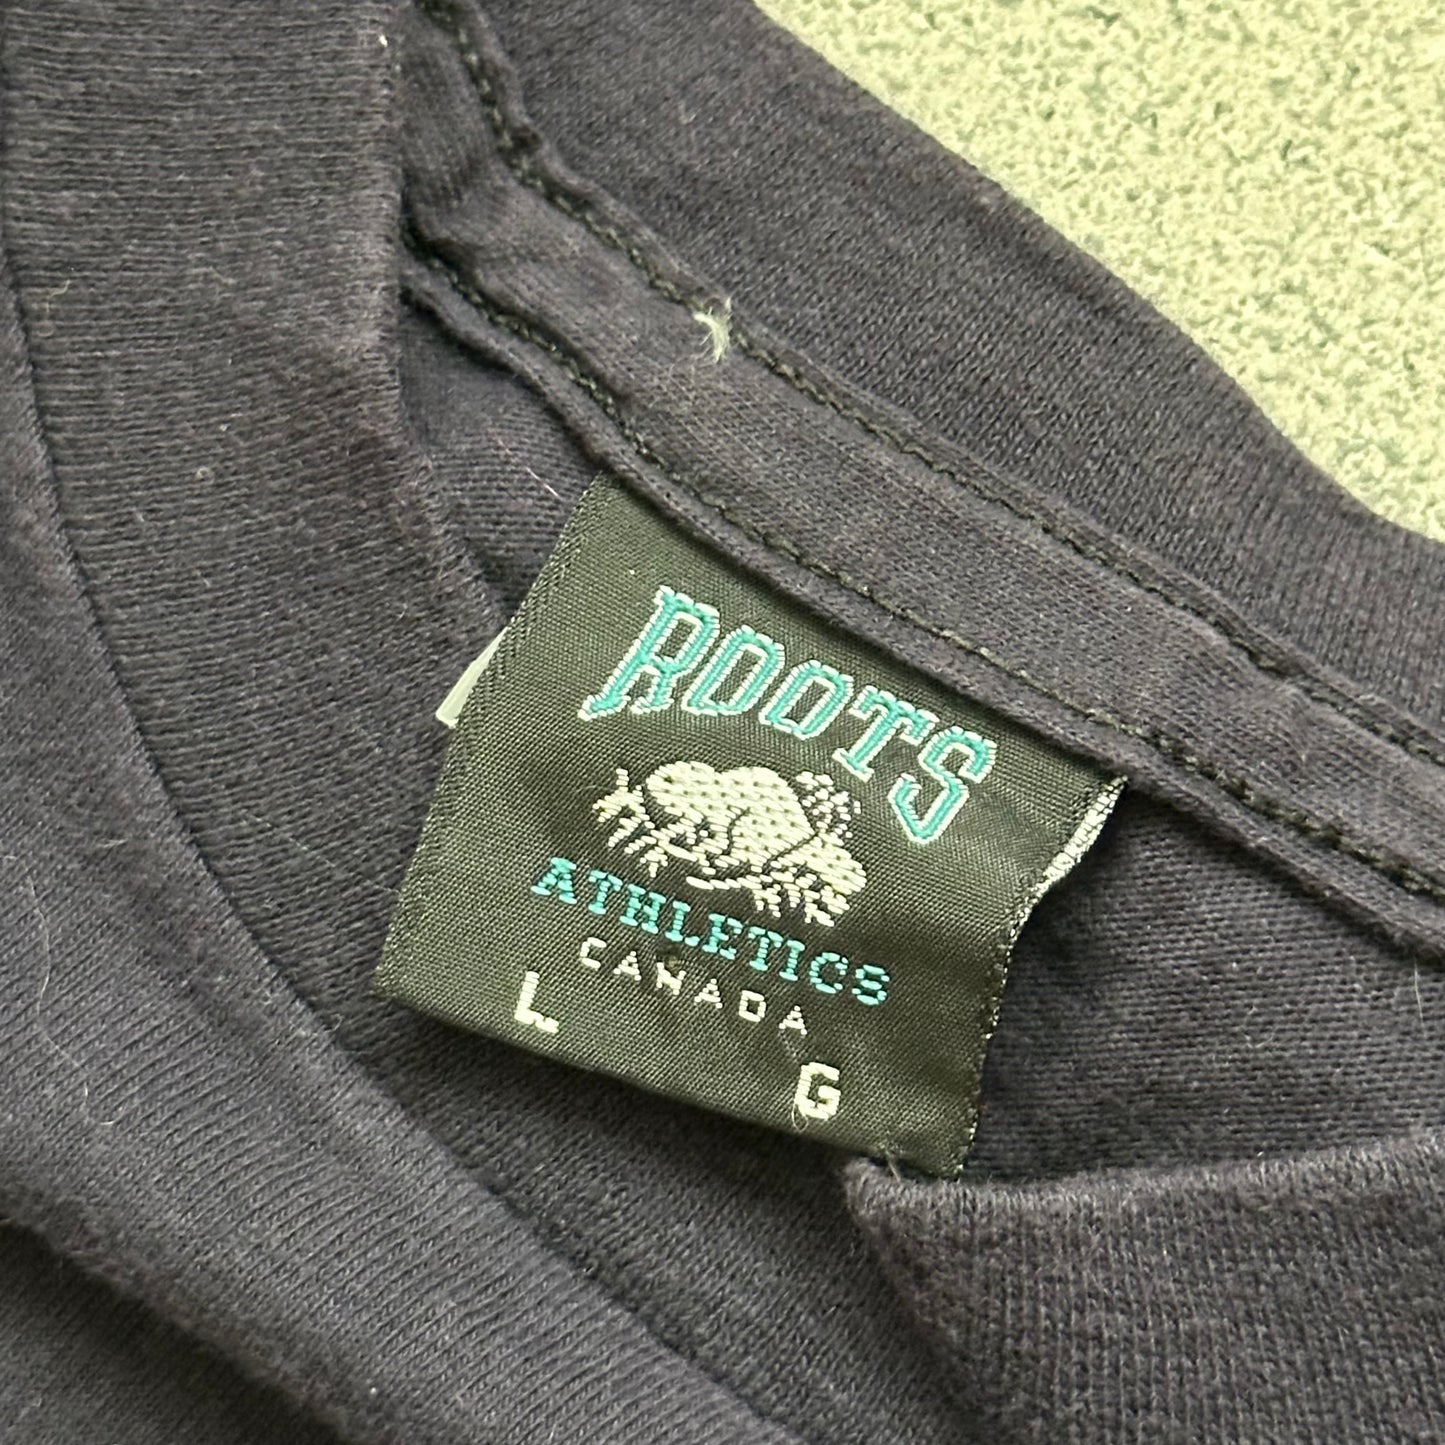 ROOTS
ATHLETICS
CANADA
L G